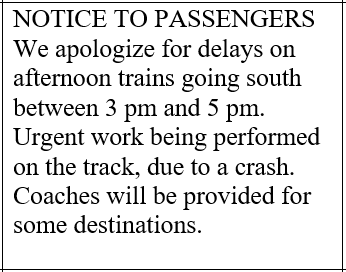 NOTICE TO PASSENGERS
We apologize for delays on
afternoon trains going south
between 3 pm and 5 pm.
Urgent work being performed
on the track, due to a crash.
Coaches will be provided for
some destinations.